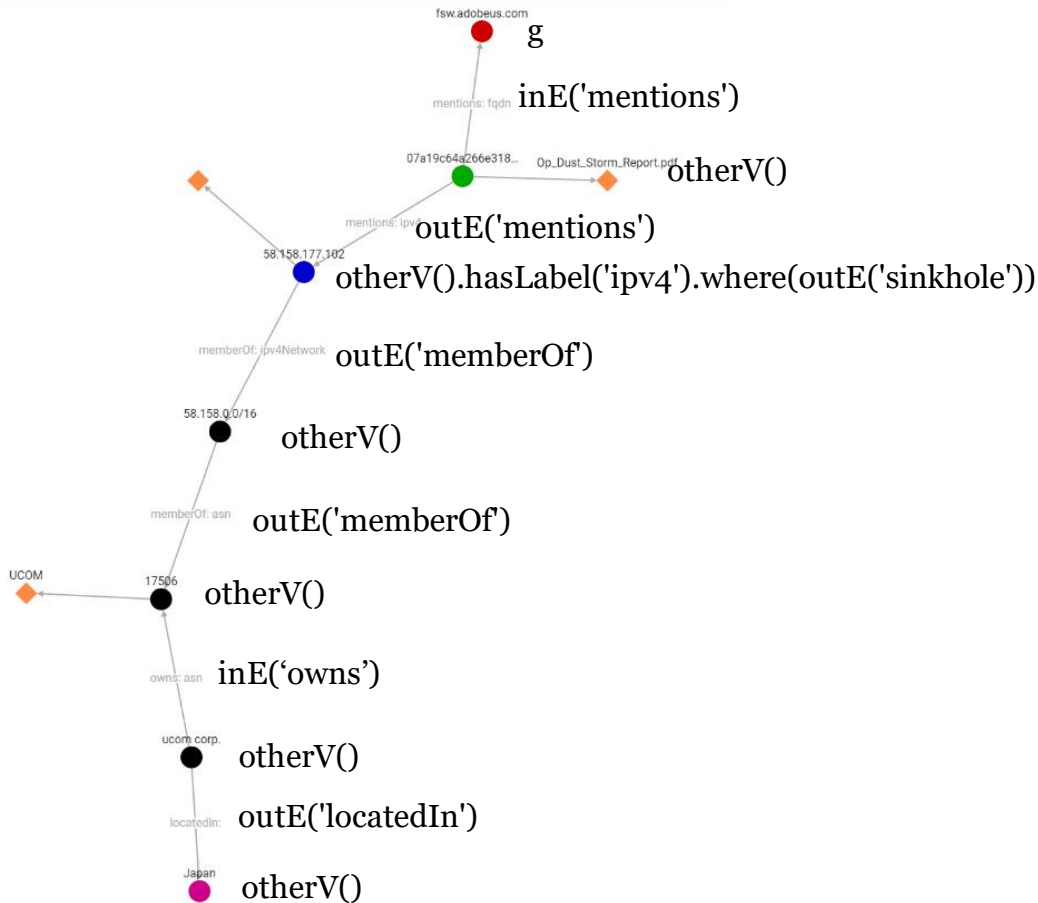 fsw.adobeus.com
g
mentions: fqdn
inE('mentions')
07a19c64a266e318...
Op_Dust_Storm_Report.pdf
otherV()
mentions: ipv4
outE('mentions')
58.158.177.102
otherV().hasLabel('ipv4').where(outE('sinkhole'))
memberOf: ipv4Network
outE('memberOf')
58.158.0.0/16
otherV()
memberOf: asn
outE('memberOf')
UCOM
17506
otherV()
owns: asn
inE(‘owns’)
ucom corp.
otherV()
locatedIn:
outE('locatedIn')
Japan
otherV()